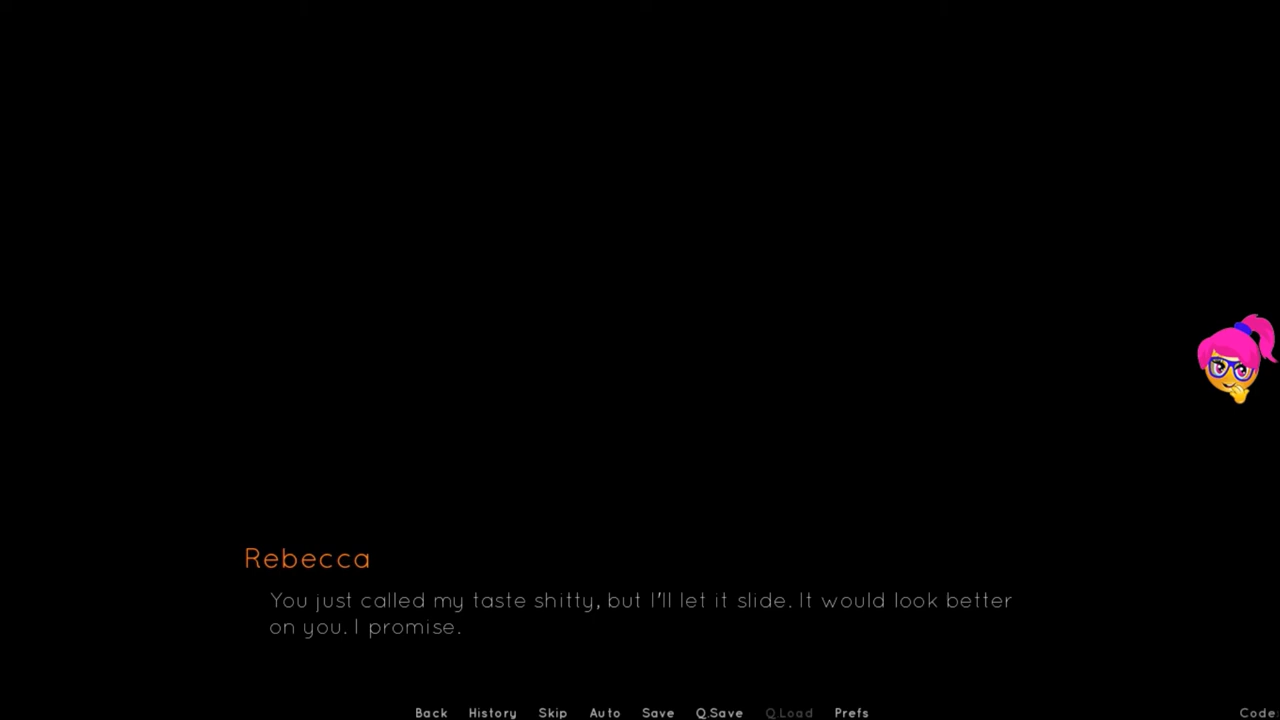 Rebecca
You just called my taste shitty, but I'll let it slide. It would look better
on you. I promise.
Back History Skip Auto Save Q.Save Q.Load Prefs
Code